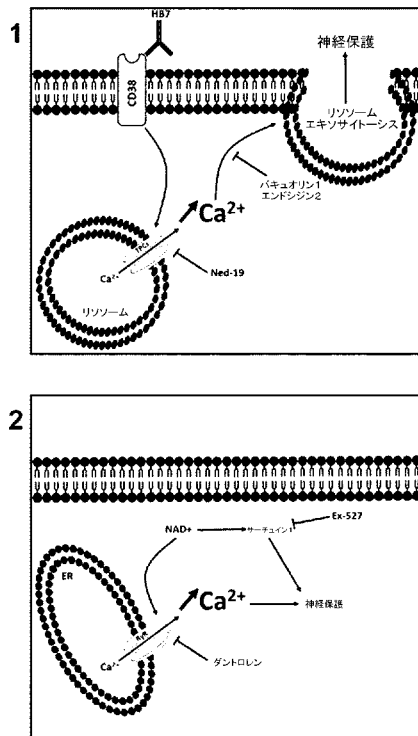 1
HB7
CD38
神経保護
リソソーム
エキソサイトーシス
Ca2+
バキュオリン1
エンドシジン2
Ned-19
Ca2+
リソソーム
2
NAD+
サーチュイン1
Ex-527
ER
Ca2+
神経保護
Ca2+
ダントロレン